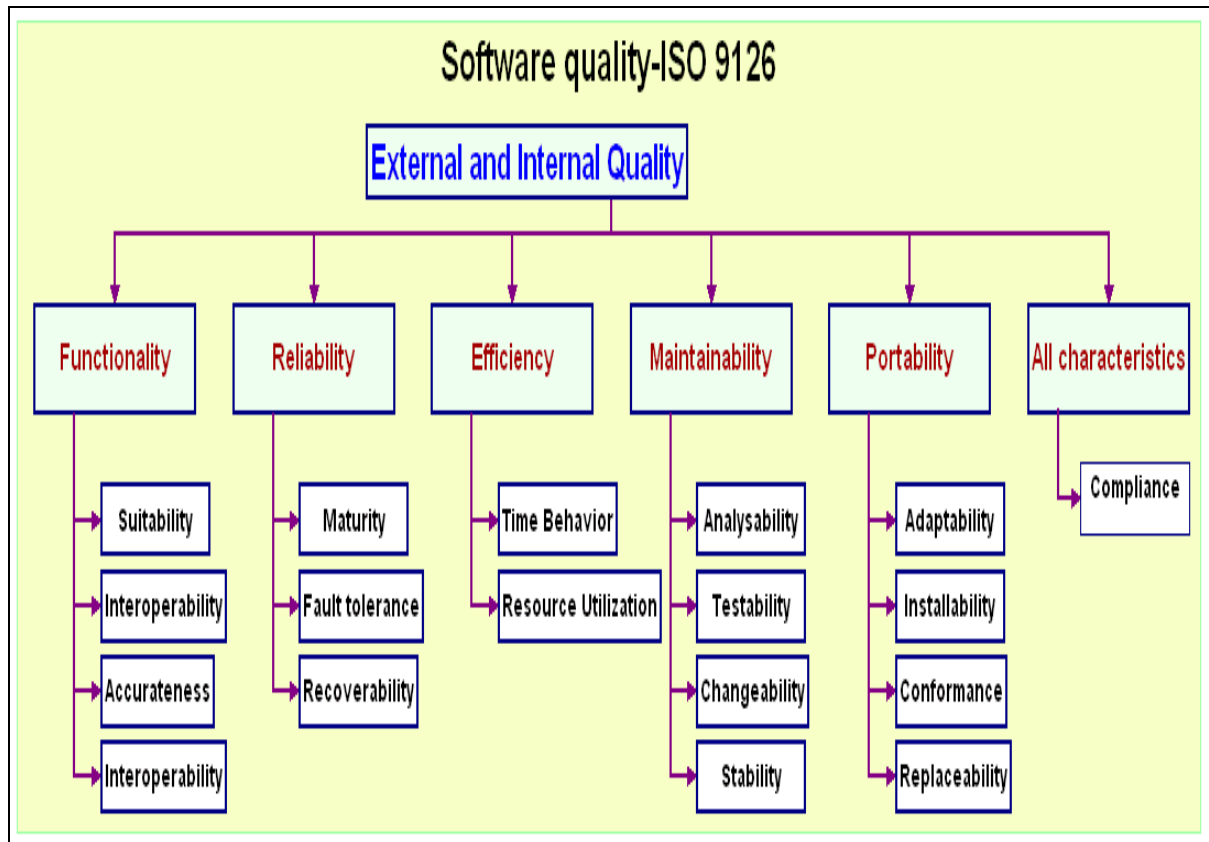 Software quality-ISO 9126
External and Internal Quality
Functionality
Reliability
Efficiency
Maintainability
Portability
All characteristics
Suitability
Interoperability
Accurateness
Interoperability
Maturity
Fault tolerance
Recoverability
Time Behavior
Resource Utilization
Analysability
Testability
Changeability
Stability
Adaptability
Installability
Conformance
Replaceability
Compliance